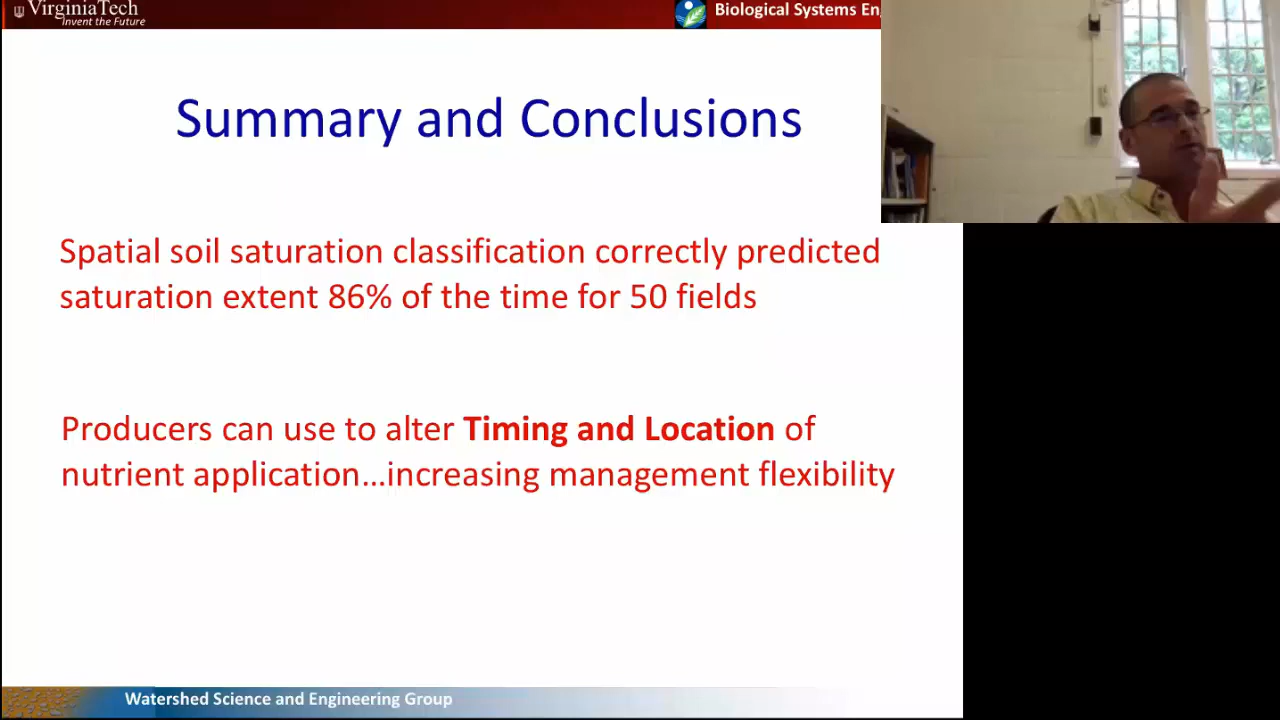 VirginiaTech
Invent the Future
Biological Systems En
Summary and Conclusions
Spatial soil saturation classification correctly predicted
saturation extent 86% of the time for 50 fields
Producers can use to alter Timing and Location of
nutrient application…increasing management flexibility
Watershed Science and Engineering Group